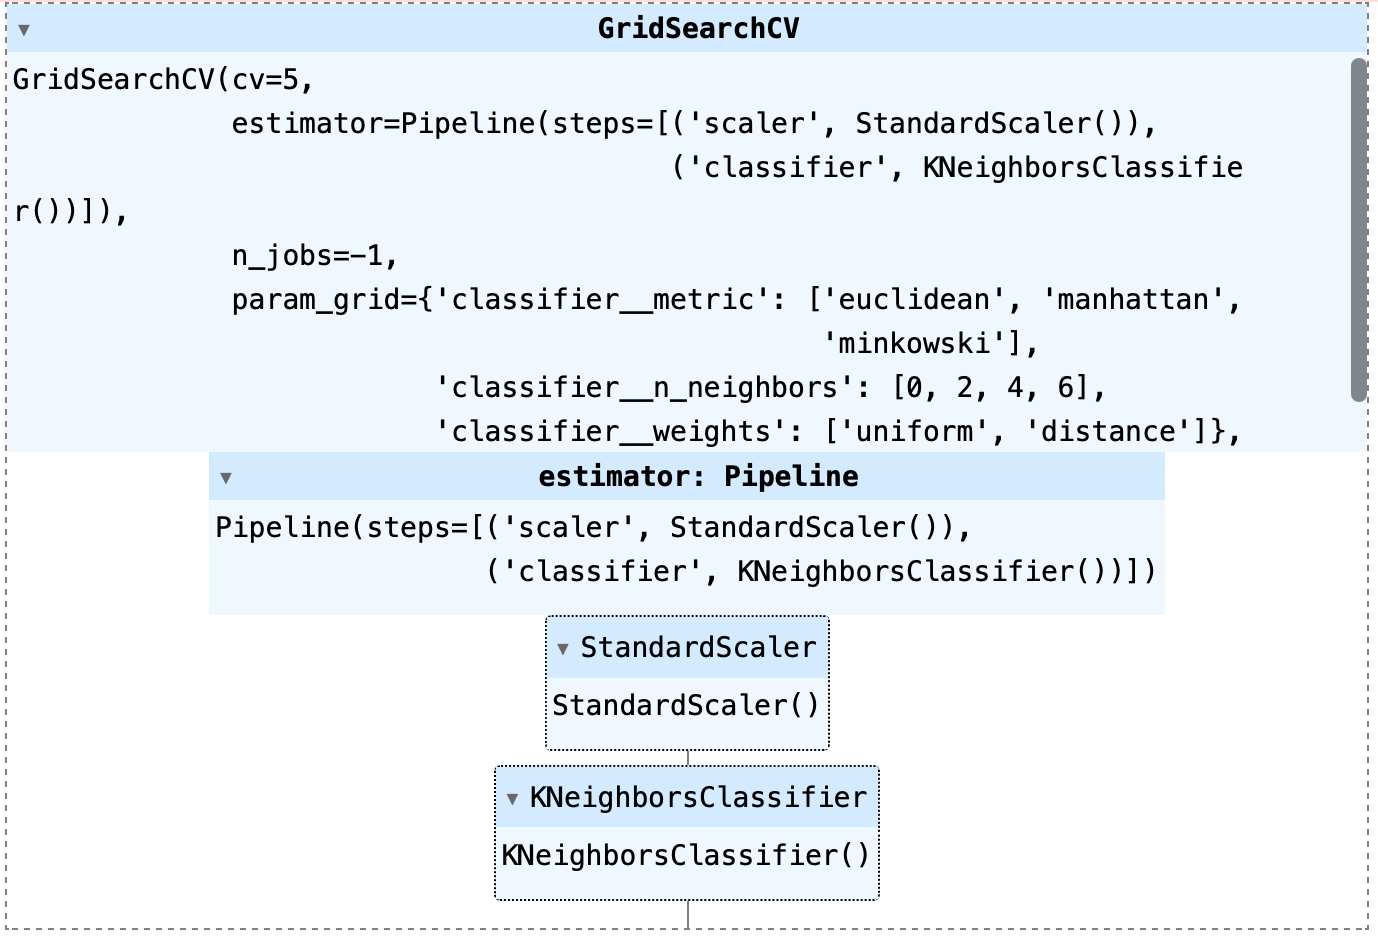 GridSearchCV
GridSearchCV(cv=5,
estimator=Pipeline(steps=[('scaler', StandardScaler()),
('classifier', KNeighborsClassifie
r())]),
n_jobs=-1,
param_grid={'classifier__metric': ['euclidean', 'manhattan',
'minkowski'],
'classifier__n_neighbors': [0, 2, 4, 6],
'classifier__weights': ['uniform', 'distance']},
estimator: Pipeline
Pipeline(steps=[('scaler', StandardScaler()),
('classifier', KNeighborsClassifier())])
StandardScaler
StandardScaler()
KNeighborsClassifier
KNeighborsClassifier()